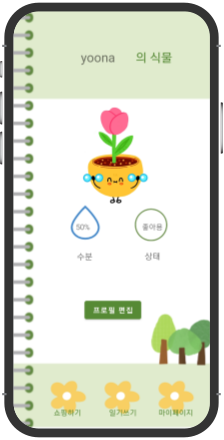 yoona 의 식물
50% 좋아용
수분 상태
프로필 편집
쇼핑하기 일기쓰기 마이페이지